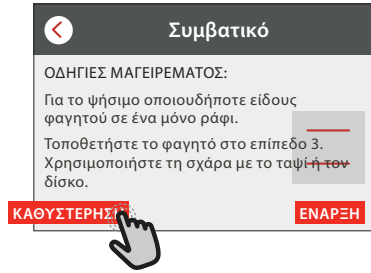 Συμβατικό
ΟΔΗΓΙΕΣ ΜΑΓΕΙΡΕΜΑΤΟΣ:
Για το ψήσιμο οποιουδήποτε είδους
φαγητού σε ένα μόνο ράφι.
Τοποθετήστε το φαγητό στο επίπεδο 3.
Χρησιμοποιήστε τη σχάρα με το ταψί ή τον
δίσκο.
ΚΑΘΥΣΤΕΡΗΣ
ΕΝΑΡΞΗ